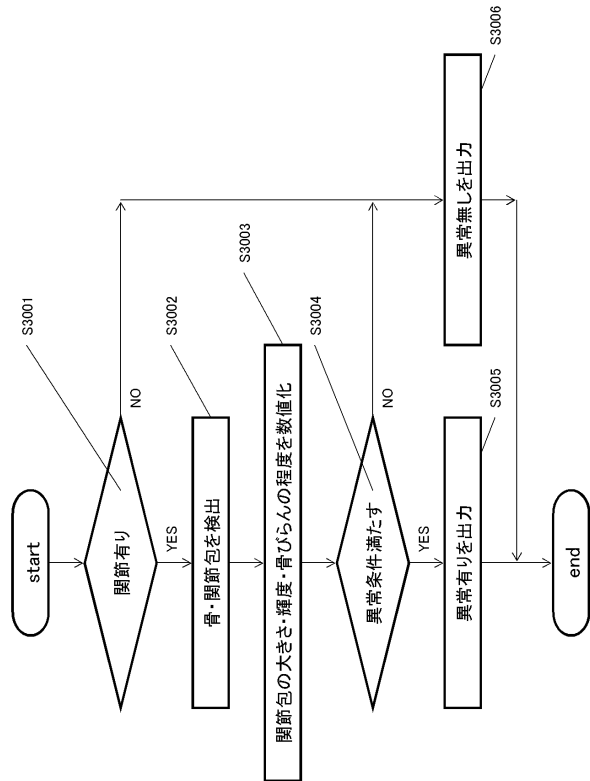 start
関節有り
S3001
NO
YES
骨・関節包を検出
S3002
関節包の大きさ・輝度・骨びらんの程度を数値化
S3003
異常条件満たす
S3004
NO
YES
異常有りを出力
S3005
異常無しを出力
S3006
end